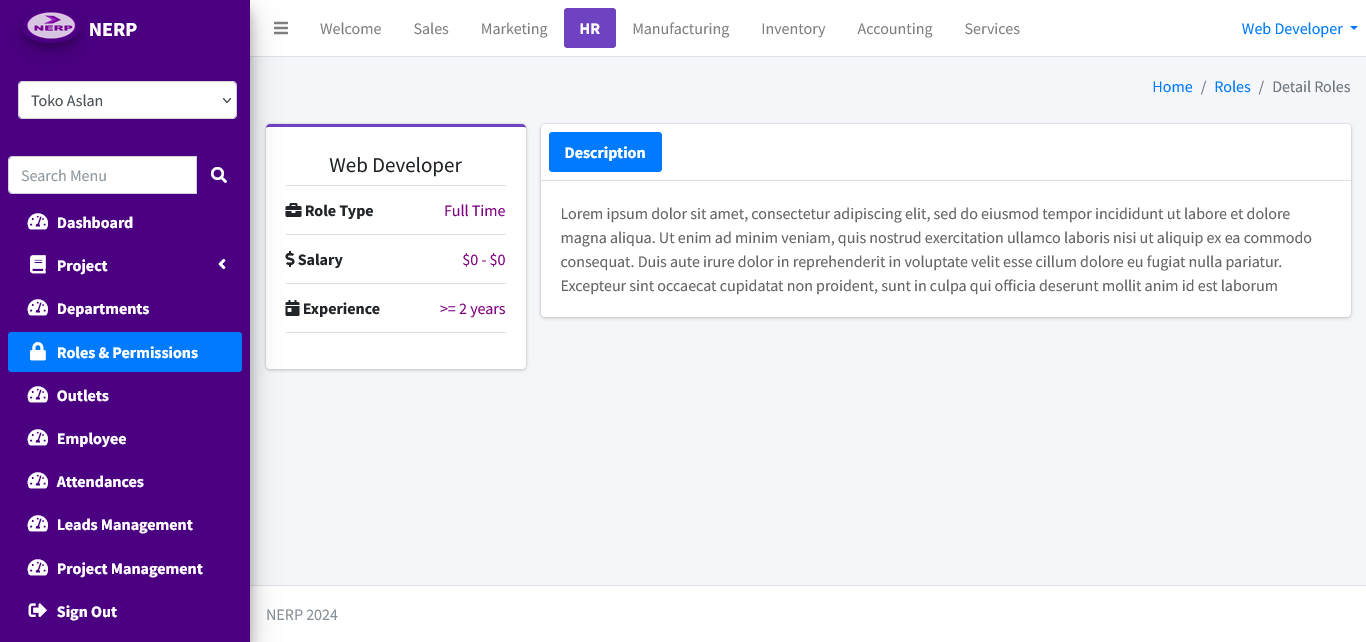 NERP
NERP
Toko Aslan
Search Menu
Dashboard
Project
Departments
Roles & Permissions
Outlets
Employee
Attendances
Leads Management
Project Management
Sign Out
Welcome Sales Marketing HR Manufacturing Inventory Accounting Services Web Developer
Home / Roles / Detail Roles
Web Developer
Role Type Full Time
Salary $0 - $0
Experience >= 2 years
Description
Lorem ipsum dolor sit amet, consectetur adipiscing elit, sed do eiusmod tempor incididunt ut labore et dolore
magna aliqua. Ut enim ad minim veniam, quis nostrud exercitation ullamco laboris nisi ut aliquip ex ea commodo
consequat. Duis aute irure dolor in reprehenderit in voluptate velit esse cillum dolore eu fugiat nulla pariatur.
Excepteur sint occaecat cupidatat non proident, sunt in culpa qui officia deserunt mollit anim id est laborum
NERP 2024